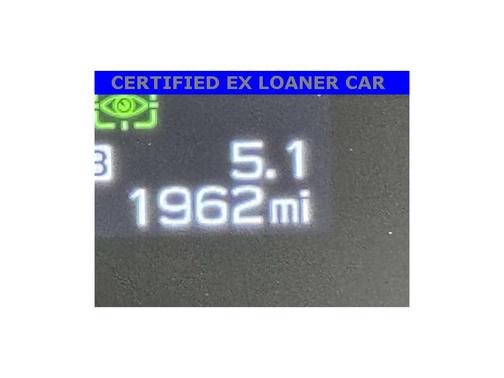 CERTIFIED EX LOANER CAR
B 5.1
1962mi